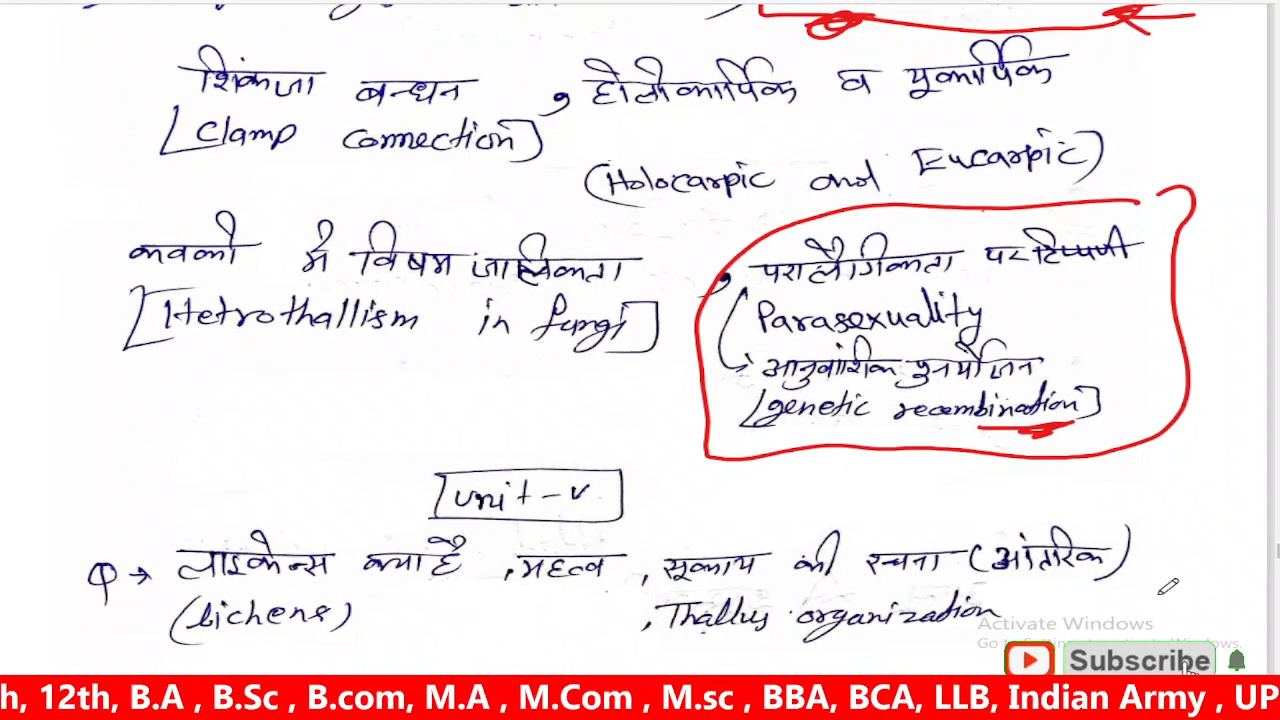 शिकंजा बन्धन , होलोकार्पिक व यूकार्पिक
[Clamp connection]
(Holocarpic and Eucarpic)
कवकों में विषम जालिकता , परालैंगिकता पर टिप्पणी
[Hetrothallism in fungi] Parasexuality
आनुवांशिक पुनर्योजन
[genetic recombination]
Unit - V
Q → लाइकेन्स क्या है , महत्व , सूकाय की रचना (आंतरिक)
(lichens) , Thallus organization
Activate Windows
Subscribe
h, 12th, B.A , B.Sc , B.com, M.A , M.Com , M.sc , BBA, BCA, LLB, Indian Army , UP